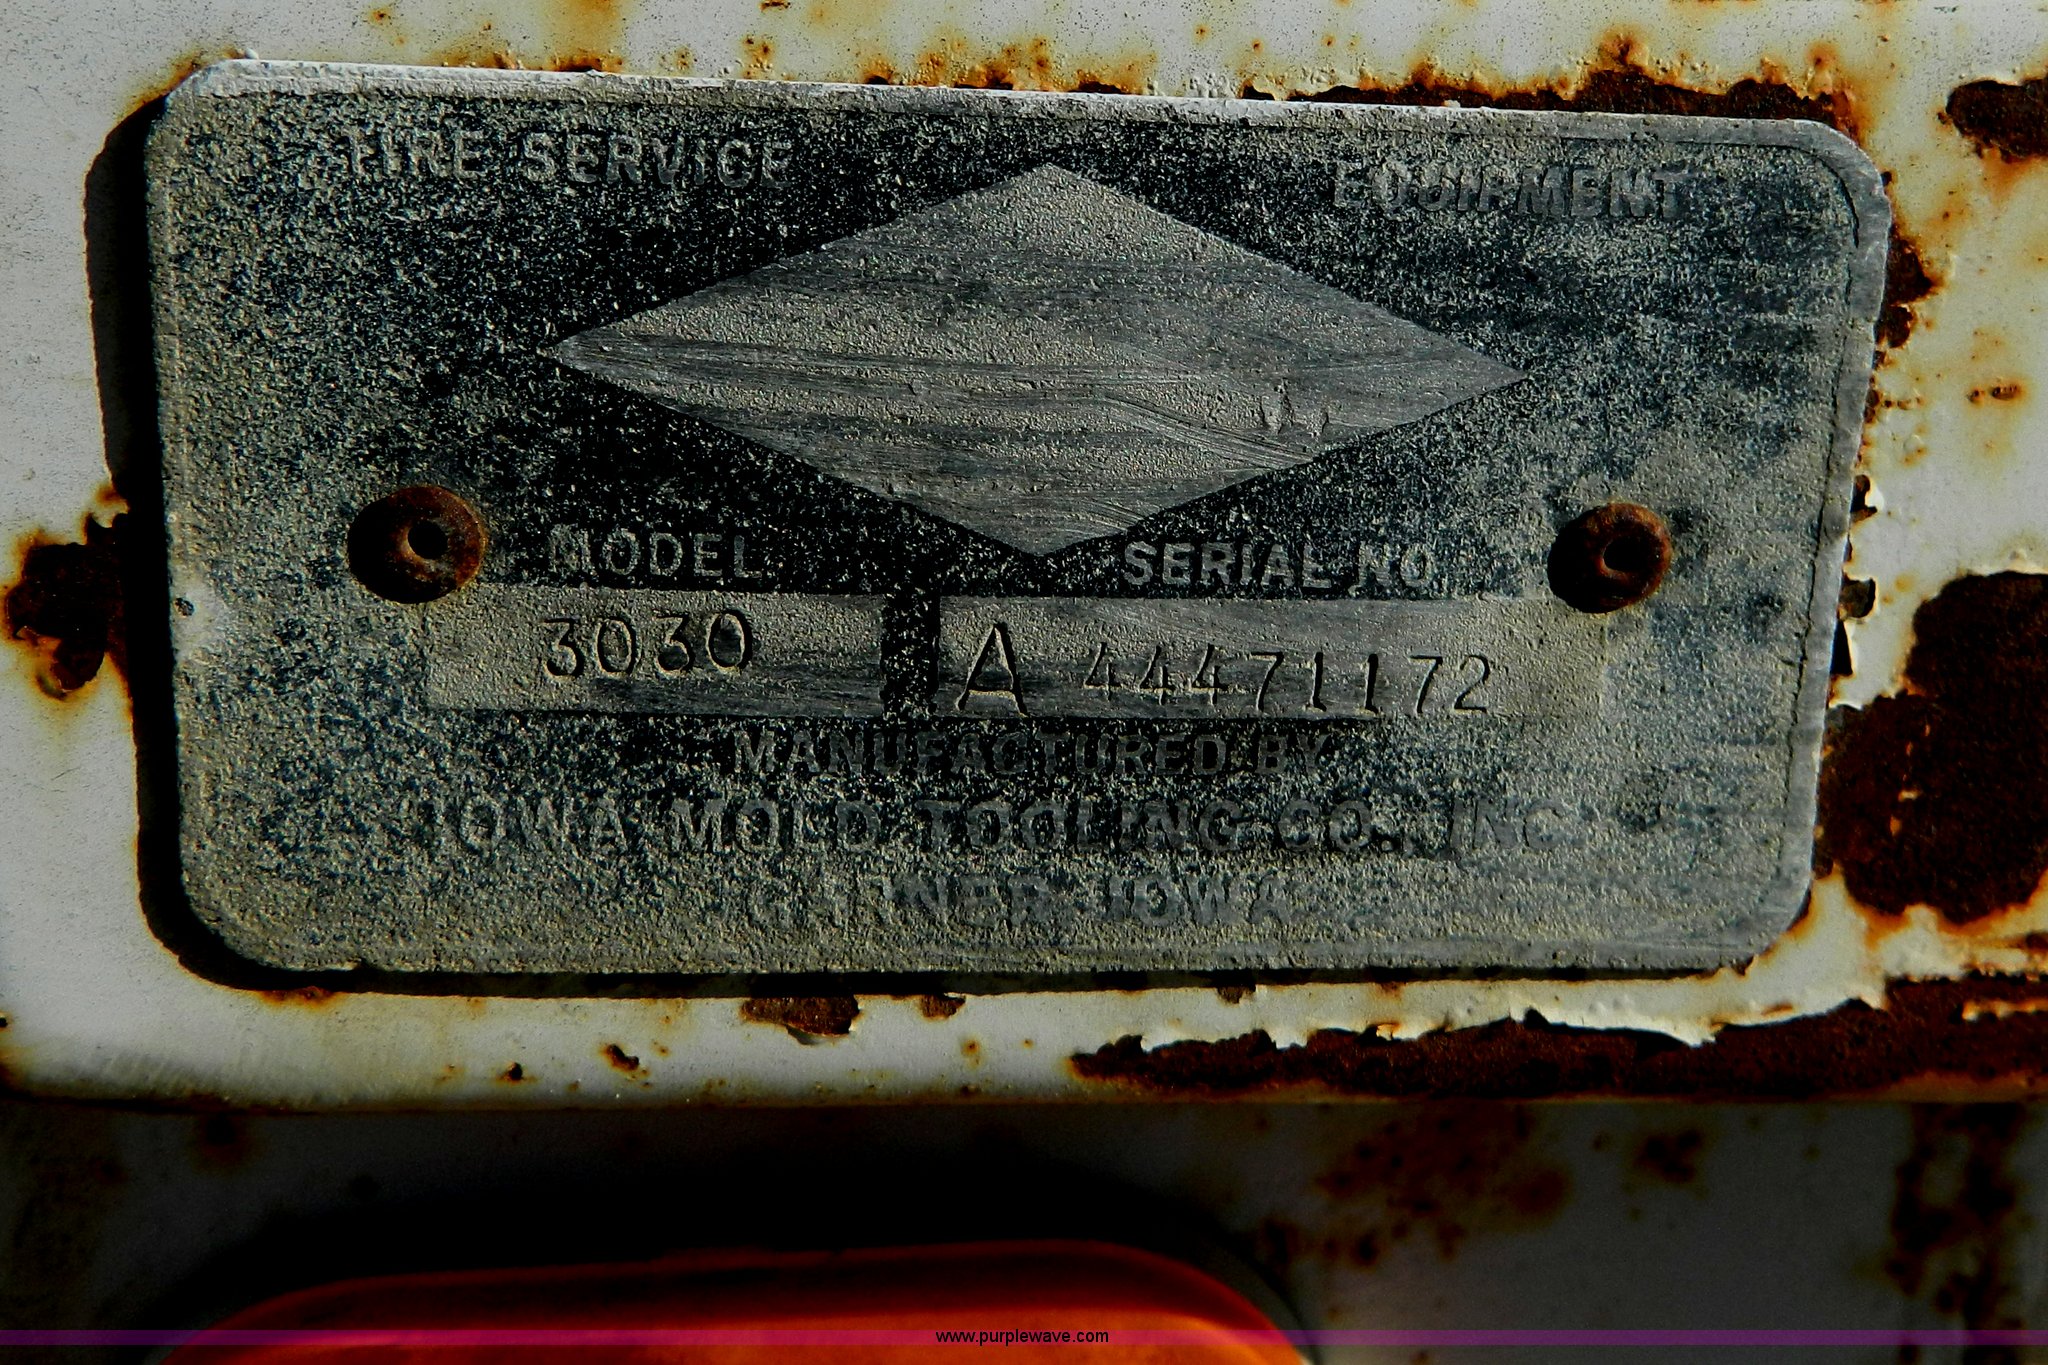 TIRE SERVICE EQUIPMENT
MODEL SERIAL NO.
3030 A 44471172
MANUFACTURED BY
IOWA MOLD TOOLING CO., INC
GARNER, IOWA
www.purplewave.com